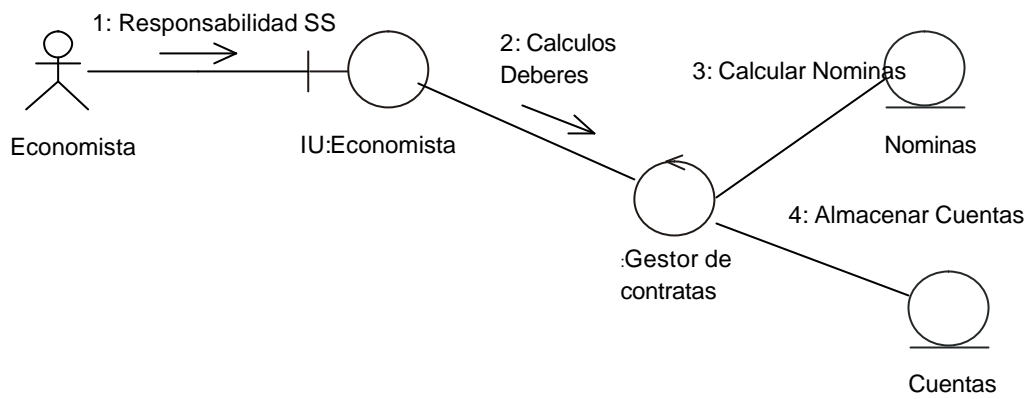 1: Responsabilidad SS
2: Calculos
Deberes
3: Calcular Nominas
Economista
IU:Economista
Nominas
4: Almacenar Cuentas
:Gestor de
contratas
Cuentas